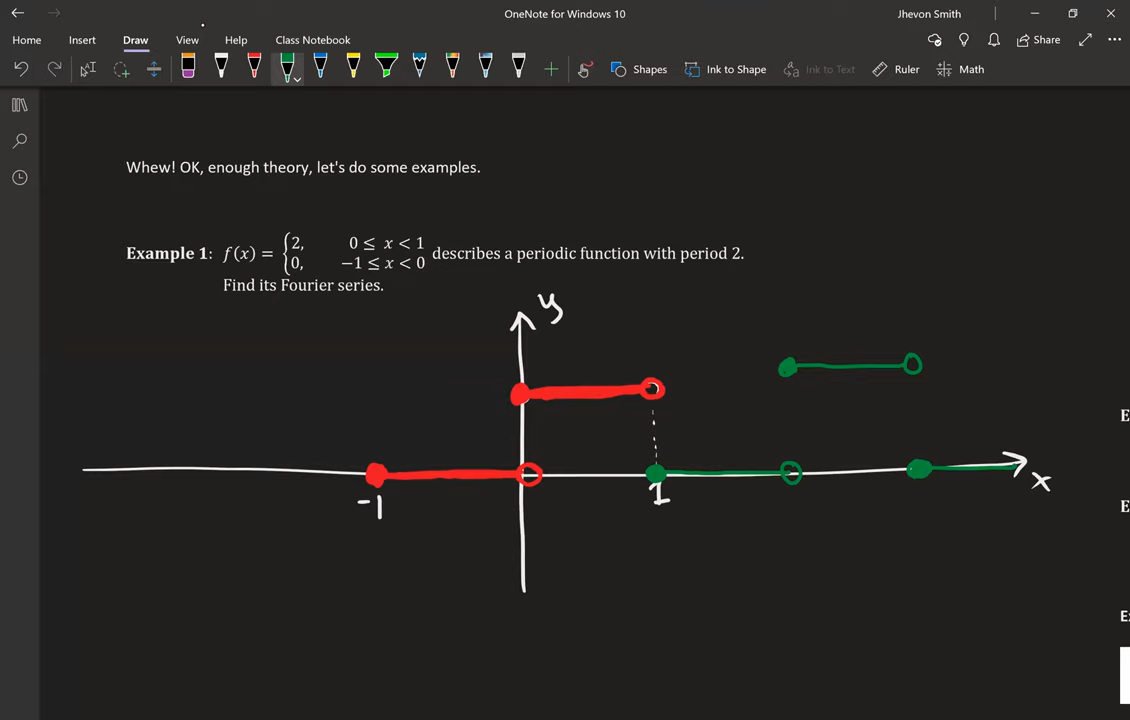 OneNote for Windows 10
Jhevon Smith
Home Insert Draw View Help Class Notebook
Share
Shapes Ink to Shape Ink to Text Ruler Math
Whew! OK, enough theory, let's do some examples.
Example 1: f(x) = {2, 0 ≤ x < 1
0, −1 ≤ x < 0 describes a periodic function with period 2.
Find its Fourier series.
y
E
x
-1
1
E
E